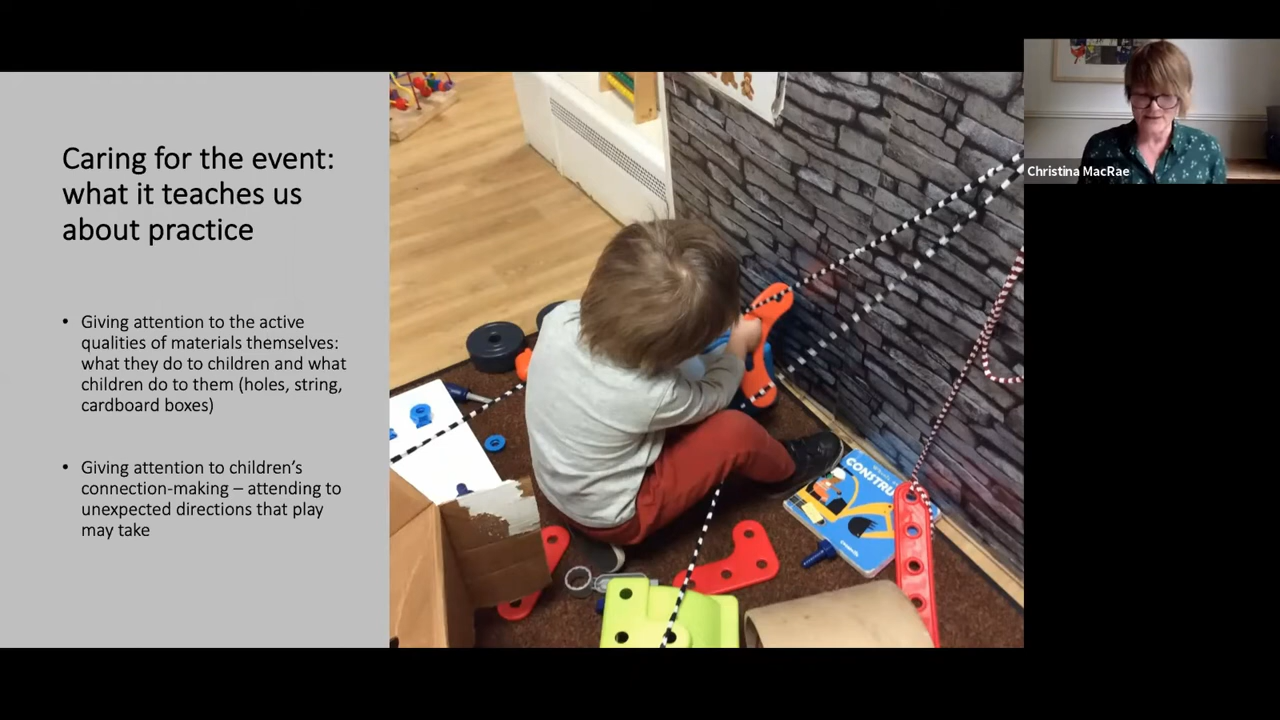 Caring for the event:
what it teaches us
about practice
• Giving attention to the active
qualities of materials themselves:
what they do to children and what
children do to them (holes, string,
cardboard boxes)
• Giving attention to children’s
connection-making – attending to
unexpected directions that play
may take
Christina MacRae
CONSTRU